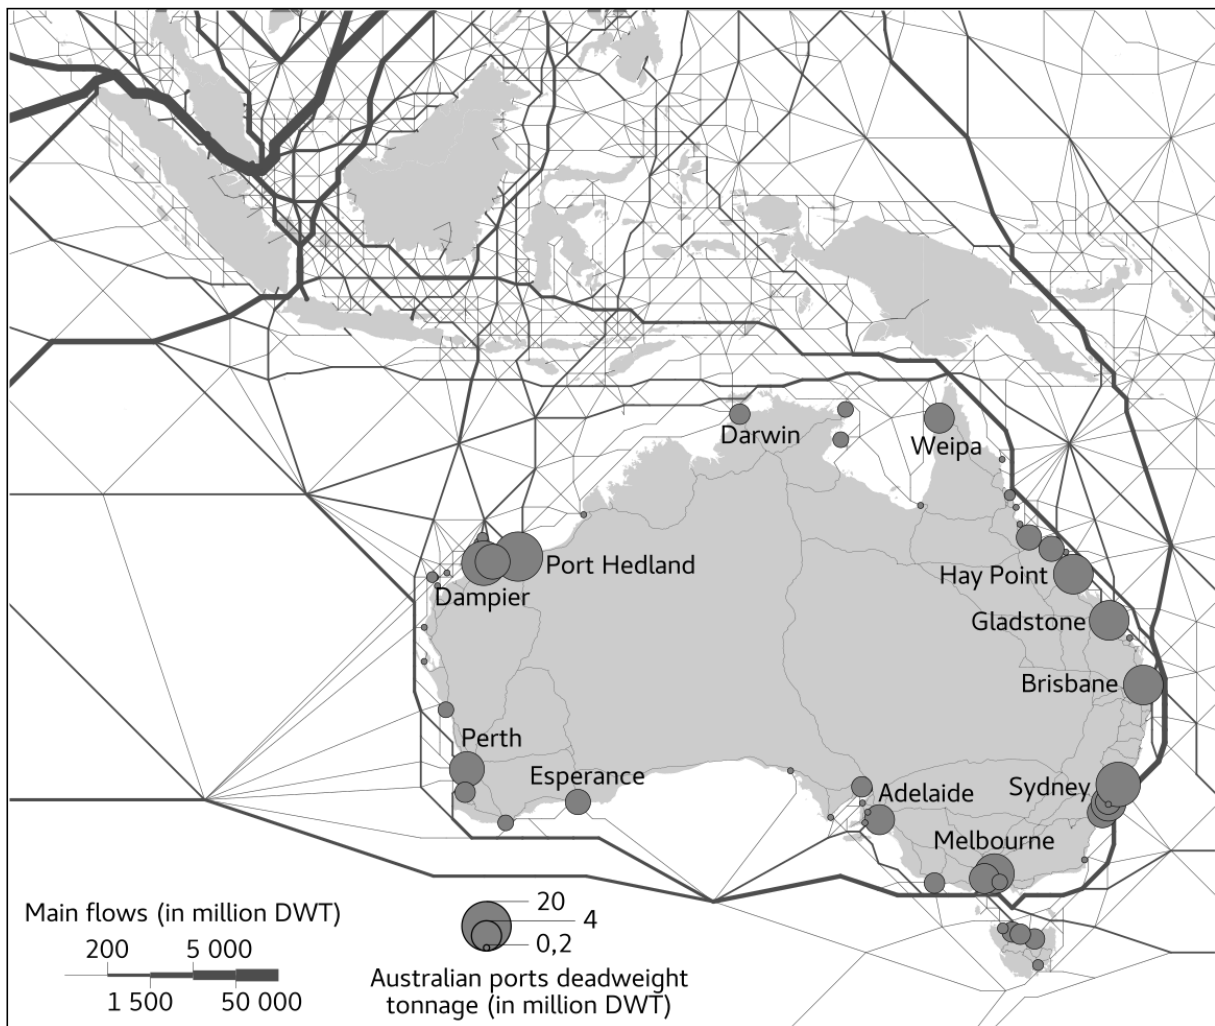 Darwin
Weipa
Port Hedland
Dampier
Hay Point
Gladstone
Brisbane
Perth
Esperance
Sydney
Adelaide
Melbourne
Main flows (in million DWT)
200
5 000
1 500
50 000
20
4
0,2
Australian ports deadweight
tonnage (in million DWT)